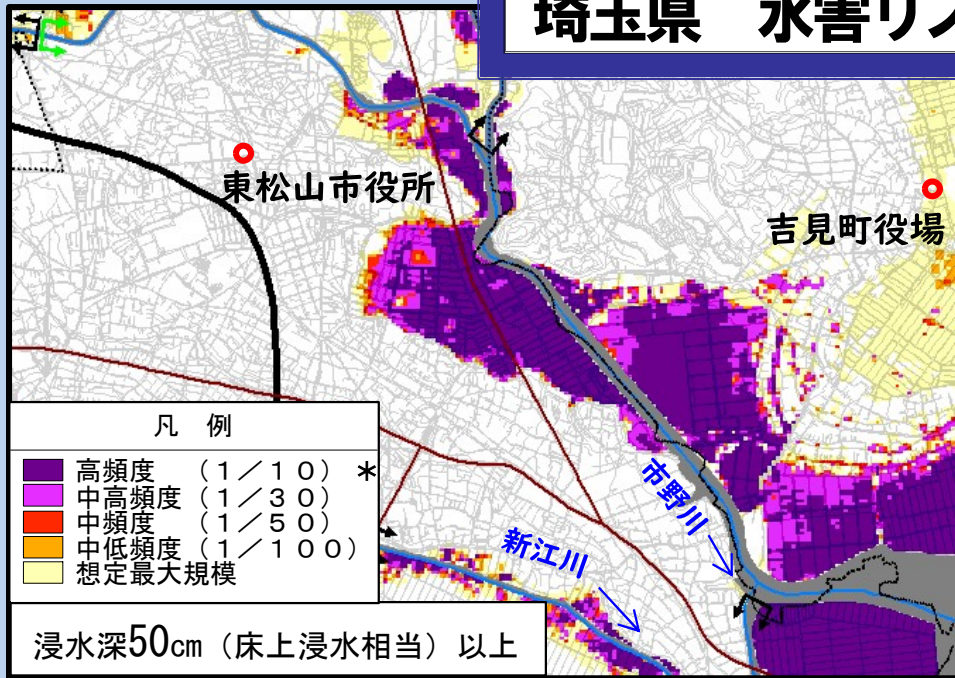 埼玉県 水害リ
東松山市役所
吉見町役場
凡 例
高頻度 (1/10) *
中高頻度 (1/30)
中頻度 (1/50)
中低頻度 (1/100)
想定最大規模
市野川
新江川
浸水深50cm (床上浸水相当) 以上